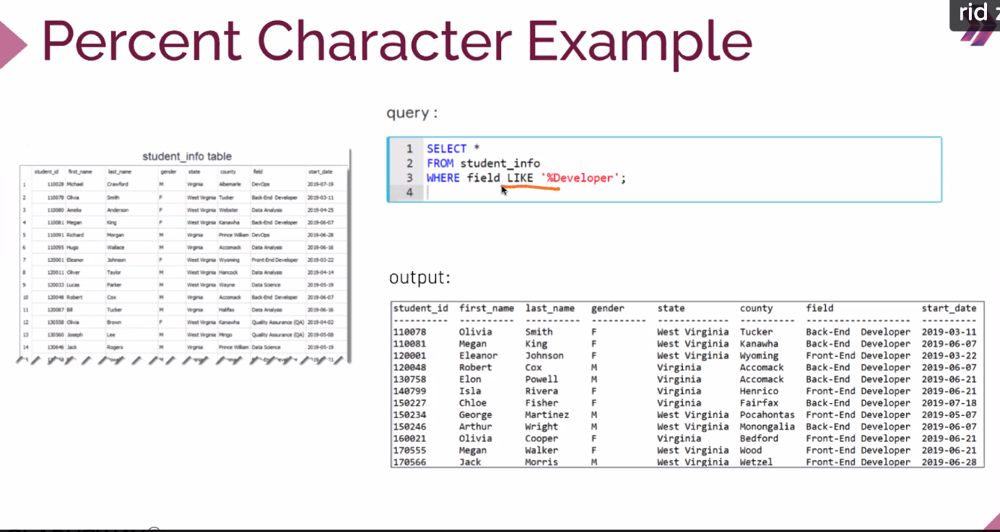 rid
Percent Character Example
query :
1 SELECT *
2 FROM student_info
3 WHERE field LIKE '%Developer';
4
student_info table
student_id first_name last_name gender state county field start_date
1 110028 Michael Crawford M Virginia Albemarle DevOps 2019-07-19
2 110078 Olivia Smith F West Virginia Tucker Back-End Developer 2019-03-11
3 110080 Amelia Anderson F West Virginia Webster Data Analysis 2019-04-25
4 110081 Megan King F West Virginia Kanawha Back-End Developer 2019-06-07
5 110091 Richard Morgan M Virginia Prince William DevOps 2019-06-28
6 110095 Hugo Wallace M Virginia Accomack Data Analysis 2019-06-16
7 120001 Eleanor Johnson F West Virginia Wyoming Front-End Developer 2019-03-22
8 120011 Oliver Taylor M West Virginia Hancock Data Analysis 2019-04-14
9 120033 Lucas Parker M West Virginia Wayne Data Science 2019-05-19
10 120048 Robert Cox M Virginia Accomack Back-End Developer 2019-06-07
11 120087 Bill Tucker M Virginia Halifax Data Analysis 2019-06-16
12 130558 Olivia Brown F West Virginia Kanawha Quality Assurance (QA) 2019-04-02
13 130560 Joseph Lee M West Virginia Mingo Quality Assurance (QA) 2019-05-08
14 130646 Jack Rogers M Virginia Prince William Data Science 2019-05-19
output:
student_id first_name last_name gender state county field start_date
110078 Olivia Smith F West Virginia Tucker Back-End Developer 2019-03-11
110081 Megan King F West Virginia Kanawha Back-End Developer 2019-06-07
120001 Eleanor Johnson F West Virginia Wyoming Front-End Developer 2019-03-22
120048 Robert Cox M Virginia Accomack Back-End Developer 2019-06-07
130758 Elon Powell M Virginia Accomack Back-End Developer 2019-06-21
140799 Isla Rivera F Virginia Henrico Front-End Developer 2019-06-21
150227 Chloe Fisher F Virginia Fairfax Back-End Developer 2019-07-18
150234 George Martinez M West Virginia Pocahontas Front-End Developer 2019-05-07
150246 Arthur Wright M West Virginia Monongalia Back-End Developer 2019-06-07
160021 Olivia Cooper F Virginia Bedford Front-End Developer 2019-06-21
170555 Megan Walker F West Virginia Wood Front-End Developer 2019-06-21
170566 Jack Morris M West Virginia Wetzel Front-End Developer 2019-06-28